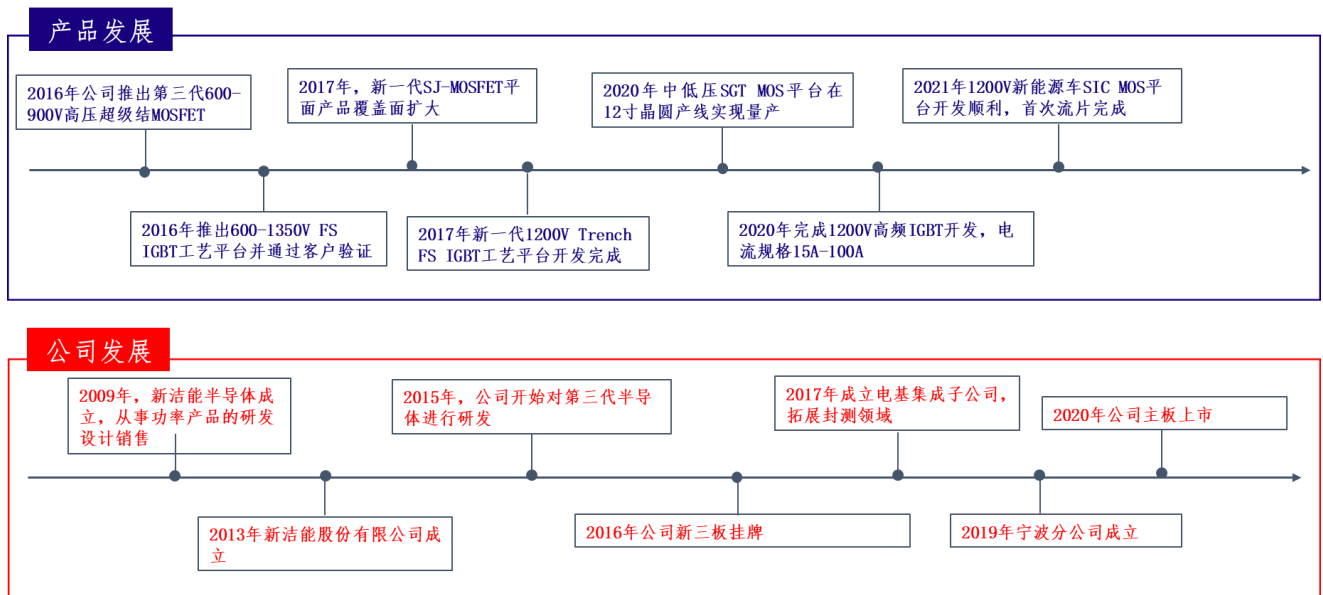 产品发展
2016年公司推出第三代600-
900V高压超级结MOSFET
2017年，新一代SJ-MOSFET平
面产品覆盖面扩大
2020年中低压SGT MOS平台在
12寸晶圆产线实现量产
2021年1200V新能源车SIC MOS平
台开发顺利，首次流片完成
2016年推出600-1350V FS
IGBT工艺平台并通过客户验证
2017年新一代1200V Trench
FS IGBT工艺平台开发完成
2020年完成1200V高频IGBT开发，电
流规格15A-100A
公司发展
2009年，新洁能半导体成
立，从事功率产品的研发
设计销售
2015年，公司开始对第三代半导
体进行研发
2017年成立电基集成子公司，
拓展封测领域
2020年公司主板上市
2013年新洁能股份有限公司成
立
2016年公司新三板挂牌
2019年宁波分公司成立